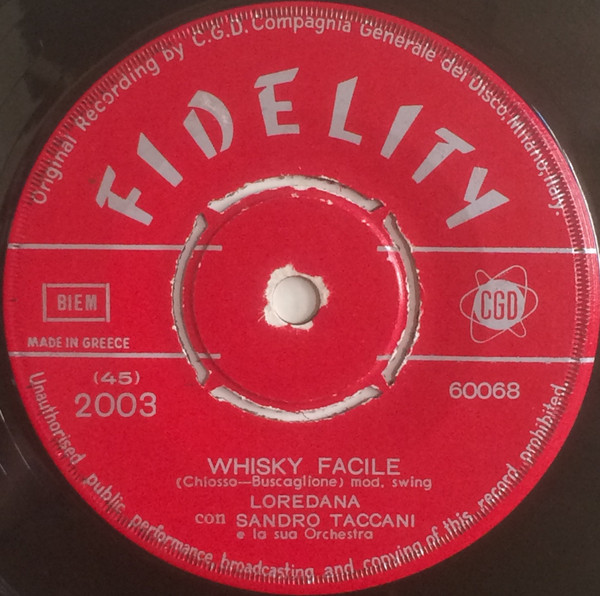 Original Recording by C.G.D. Compagnia Generale del Disco. Milano, Italy.
FIDELITY
BIEM
CGD
MADE IN GREECE
(45)
2003
60068
WHISKY FACILE
(Chiosso—Buscaglione) mod. swing
LOREDANA
con SANDRO TACCANI
e la sua Orchestra
Unauthorised public performance broadcasting and copying of this record prohibited